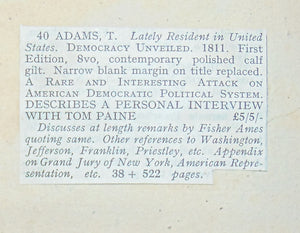 40 ADAMS, T. Lately Resident in United
States. DEMOCRACY UNVEILED. 1811. First
Edition, 8vo, contemporary polished calf
gilt. Narrow blank margin on title replaced.
A RARE AND INTERESTING ATTACK ON
AMERICAN DEMOCRATIC POLITICAL SYSTEM.
DESCRIBES A PERSONAL INTERVIEW
WITH TOM PAINE £5/5/-
Discusses at length remarks by Fisher Ames
quoting same. Other references to Washington,
Jefferson, Franklin, Priestley, etc. Appendix
on Grand Jury of New York, American Repre-
sentation, etc. 38 + 522 pages.